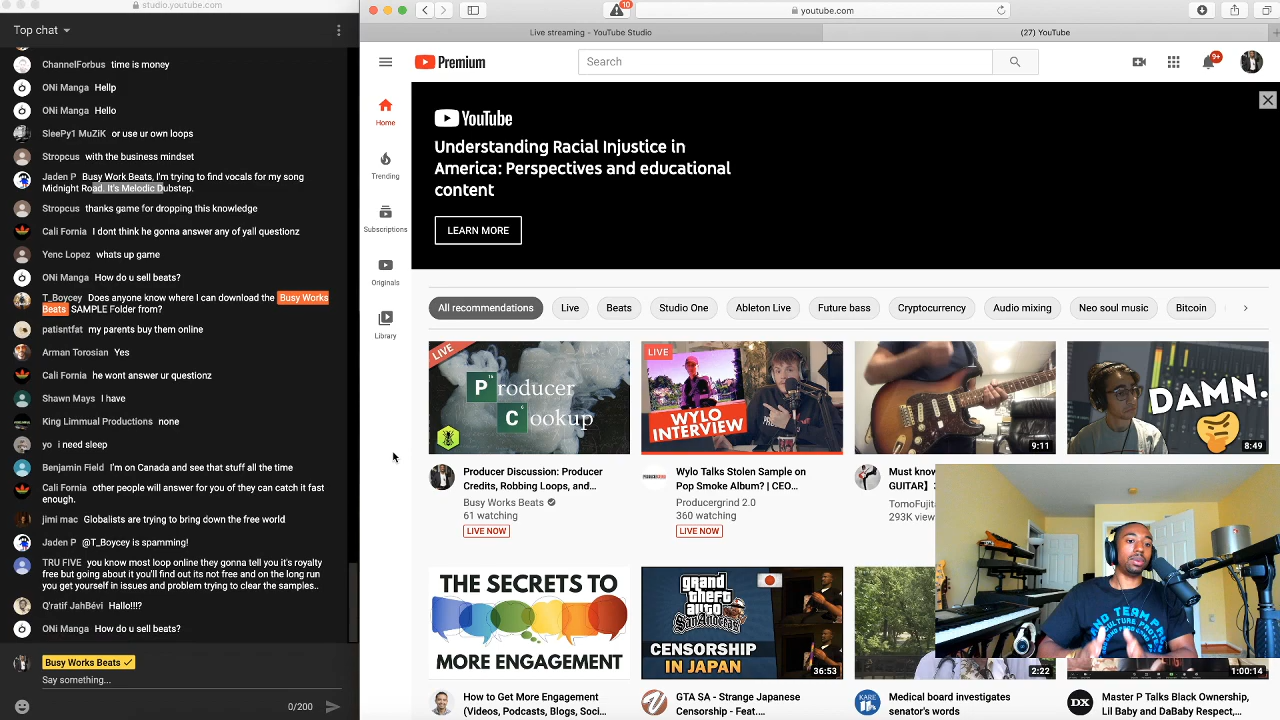 studio.youtube.com
Top chat
ChannelForbus time is money
ONi Manga Hellp
ONi Manga Hello
SleePy1 MuZiK or use ur own loops
Stropcus with the business mindset
Jaden P Busy Work Beats, I'm trying to find vocals for my song
Midnight Road. It's Melodic Dubstep.
Stropcus thanks game for dropping this knowledge
Cali Fornia I dont think he gonna answer any of yall questionz
Yenc Lopez whats up game
ONi Manga How do u sell beats?
T_Boycey Does anyone know where I can download the Busy Works
Beats SAMPLE Folder from?
patisntfat my parents buy them online
Arman Torosian Yes
Cali Fornia he wont answer ur questionz
Shawn Mays I have
King Limmual Productions none
yo i need sleep
Benjamin Field I'm on Canada and see that stuff all the time
Cali Fornia other people will answer for you of they can catch it fast
enough.
jimi mac Globalists are trying to bring down the free world
Jaden P @T_Boycey is spamming!
TRU FIVE you know most loop online they gonna tell you it's royalty
free but going about it you'll find out its not free and on the long run
you get yourself in issues and problem trying to clear the samples..
Q'ratif JahBévi Hallo!!!?
ONi Manga How do u sell beats?
Busy Works Beats
Say something...
0/200
10
youtube.com
Live streaming - YouTube Studio
(27) YouTube
Premium
Search
9+
Home
Trending
Subscriptions
Originals
Library
YouTube
Understanding Racial Injustice in
America: Perspectives and educational
content
LEARN MORE
All recommendations
Live
Beats
Studio One
Ableton Live
Future bass
Cryptocurrency
Audio mixing
Neo soul music
Bitcoin
LIVE
Producer
Cookup
LIVE
WYLO
INTERVIEW
9:11
DAMN.
8:49
Producer Discussion: Producer
Credits, Robbing Loops, and...
Busy Works Beats
61 watching
LIVE NOW
Wylo Talks Stolen Sample on
Pop Smoke Album? | CEO...
Producergrind 2.0
360 watching
LIVE NOW
Must know
GUITAR】
TomoFujit
293K view
THE SECRETS TO
MORE ENGAGEMENT
grand
theft
auto
San Andreas
CENSORSHIP
IN JAPAN
36:53
2:22
1:00:14
How to Get More Engagement
(Videos, Podcasts, Blogs, Soci...
GTA SA - Strange Japanese
Censorship - Feat....
KARE
Medical board investigates
senator's words
DX
Master P Talks Black Ownership,
Lil Baby and DaBaby Respect,...